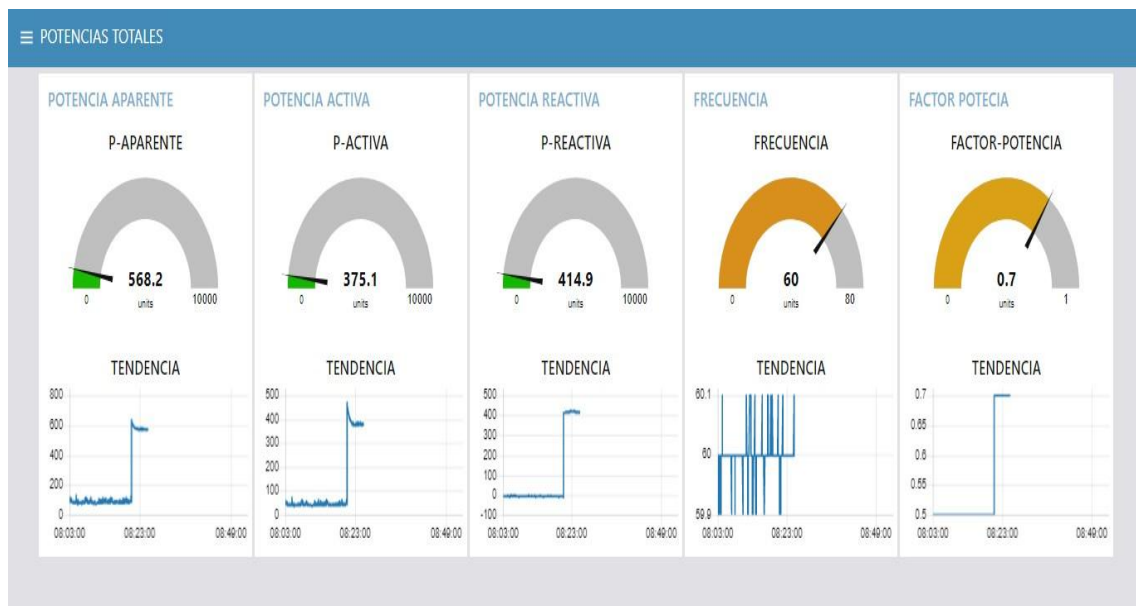 ≡ POTENCIAS TOTALES
POTENCIA APARENTE
P-APARENTE
568.2
units
0
10000
TENDENCIA
800
600
400
200
0
08:03:00
08:23:00
08:49:00
POTENCIA ACTIVA
P-ACTIVA
375.1
units
0
10000
TENDENCIA
500
400
300
200
100
0
08:03:00
08:23:00
08:49:00
POTENCIA REACTIVA
P-REACTIVA
414.9
units
0
10000
TENDENCIA
500
400
300
200
100
0
-100
08:03:00
08:23:00
08:49:00
FRECUENCIA
FRECUENCIA
60
units
0
80
TENDENCIA
60.1
60
59.9
08:03:00
08:23:00
08:49:00
FACTOR POTECIA
FACTOR-POTENCIA
0.7
units
0
1
TENDENCIA
0.7
0.65
0.6
0.55
0.5
08:03:00
08:23:00
08:49:00